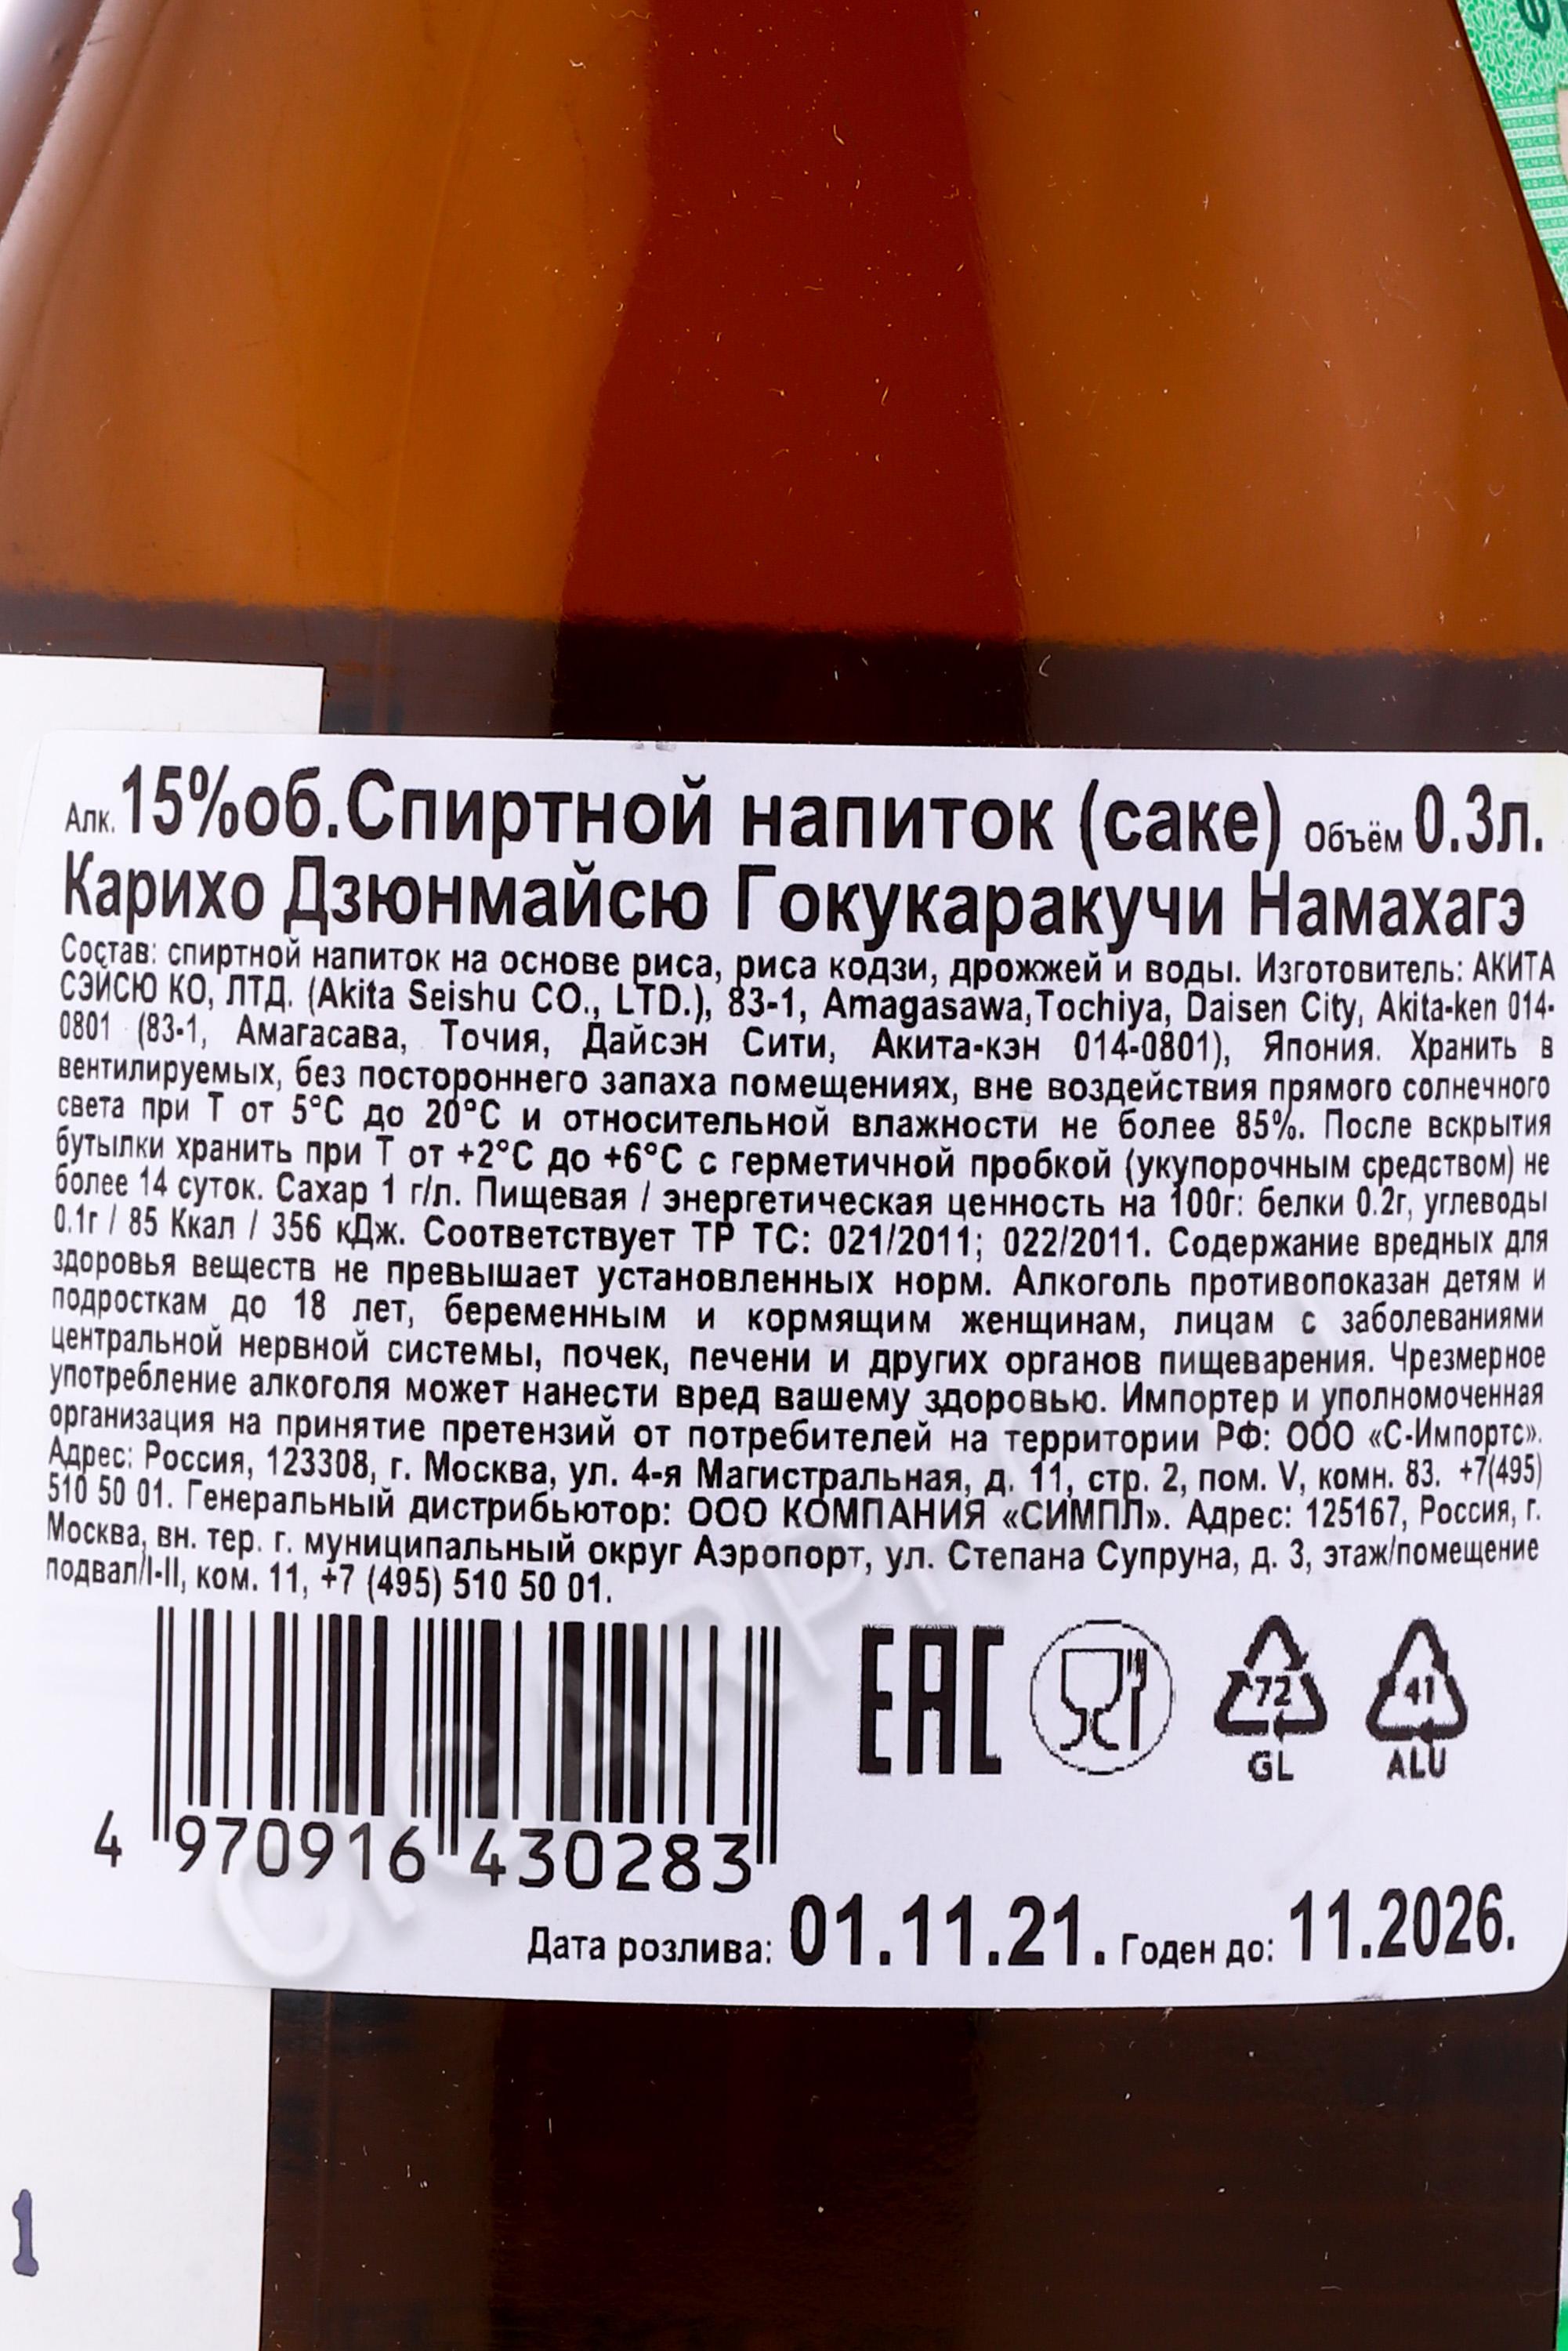 Алк. 15%об.Спиртной напиток (саке) Объём 0.3л.
Карихо Дзюнмайсю Гокукаракучи Намахагэ
Состав: спиртной напиток на основе риса, риса кодзи, дрожжей и воды. Изготовитель: АКИТА
СЭЙСЮ КО, ЛТД. (Akita Seishu CO., LTD.), 83-1, Amagasawa,Tochiya, Daisen City, Akita-ken 014-
0801 (83-1, Амагасава, Точия, Дайсэн Сити, Акита-кэн 014-0801), Япония. Хранить в
вентилируемых, без постороннего запаха помещениях, вне воздействия прямого солнечного
света при Т от 5°С до 20°С и относительной влажности не более 85%. После вскрытия
бутылки хранить при Т от +2°С до +6°С с герметичной пробкой (укупорочным средством) не
более 14 суток. Сахар 1 г/л. Пищевая / энергетическая ценность на 100г: белки 0.2г, углеводы
0.1г / 85 Ккал / 356 кДж. Соответствует ТР ТС: 021/2011; 022/2011. Содержание вредных для
здоровья веществ не превышает установленных норм. Алкоголь противопоказан детям и
подросткам до 18 лет, беременным и кормящим женщинам, лицам с заболеваниями
центральной нервной системы, почек, печени и других органов пищеварения. Чрезмерное
употребление алкоголя может нанести вред вашему здоровью. Импортер и уполномоченная
организация на принятие претензий от потребителей на территории РФ: ООО «С-Импортс».
Адрес: Россия, 123308, г. Москва, ул. 4-я Магистральная, д. 11, стр. 2, пом. V, комн. 83. +7(495)
510 50 01. Генеральный дистрибьютор: ООО КОМПАНИЯ «СИМПЛ». Адрес: 125167, Россия, г.
Москва, вн. тер. г. муниципальный округ Аэропорт, ул. Степана Супруна, д. 3, этаж/помещение
подвал/I-II, ком. 11, +7 (495) 510 50 01.
EAC
72
GL
41
ALU
4 970916 430283
Дата розлива: 01.11.21. Годен до: 11.2026.
1